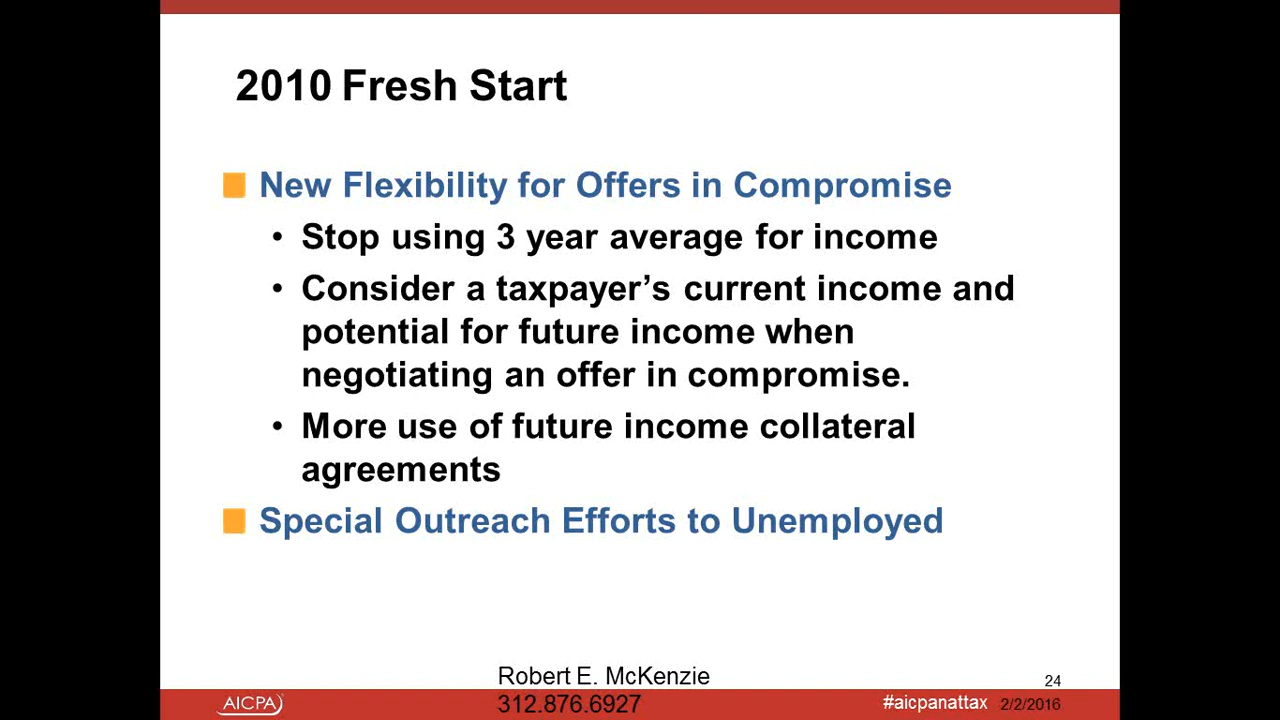 2010 Fresh Start
New Flexibility for Offers in Compromise
• Stop using 3 year average for income
• Consider a taxpayer’s current income and
potential for future income when
negotiating an offer in compromise.
• More use of future income collateral
agreements
Special Outreach Efforts to Unemployed
Robert E. McKenzie
312.876.6927
24
AICPA
#aicpanattax
2/2/2016